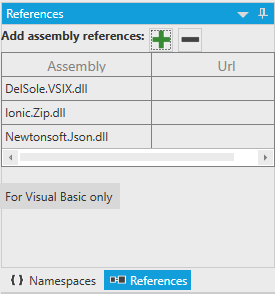 References
Add assembly references:
Assembly Url
DelSole.VSIX.dll
Ionic.Zip.dll
Newtonsoft.Json.dll
For Visual Basic only
Namespaces References